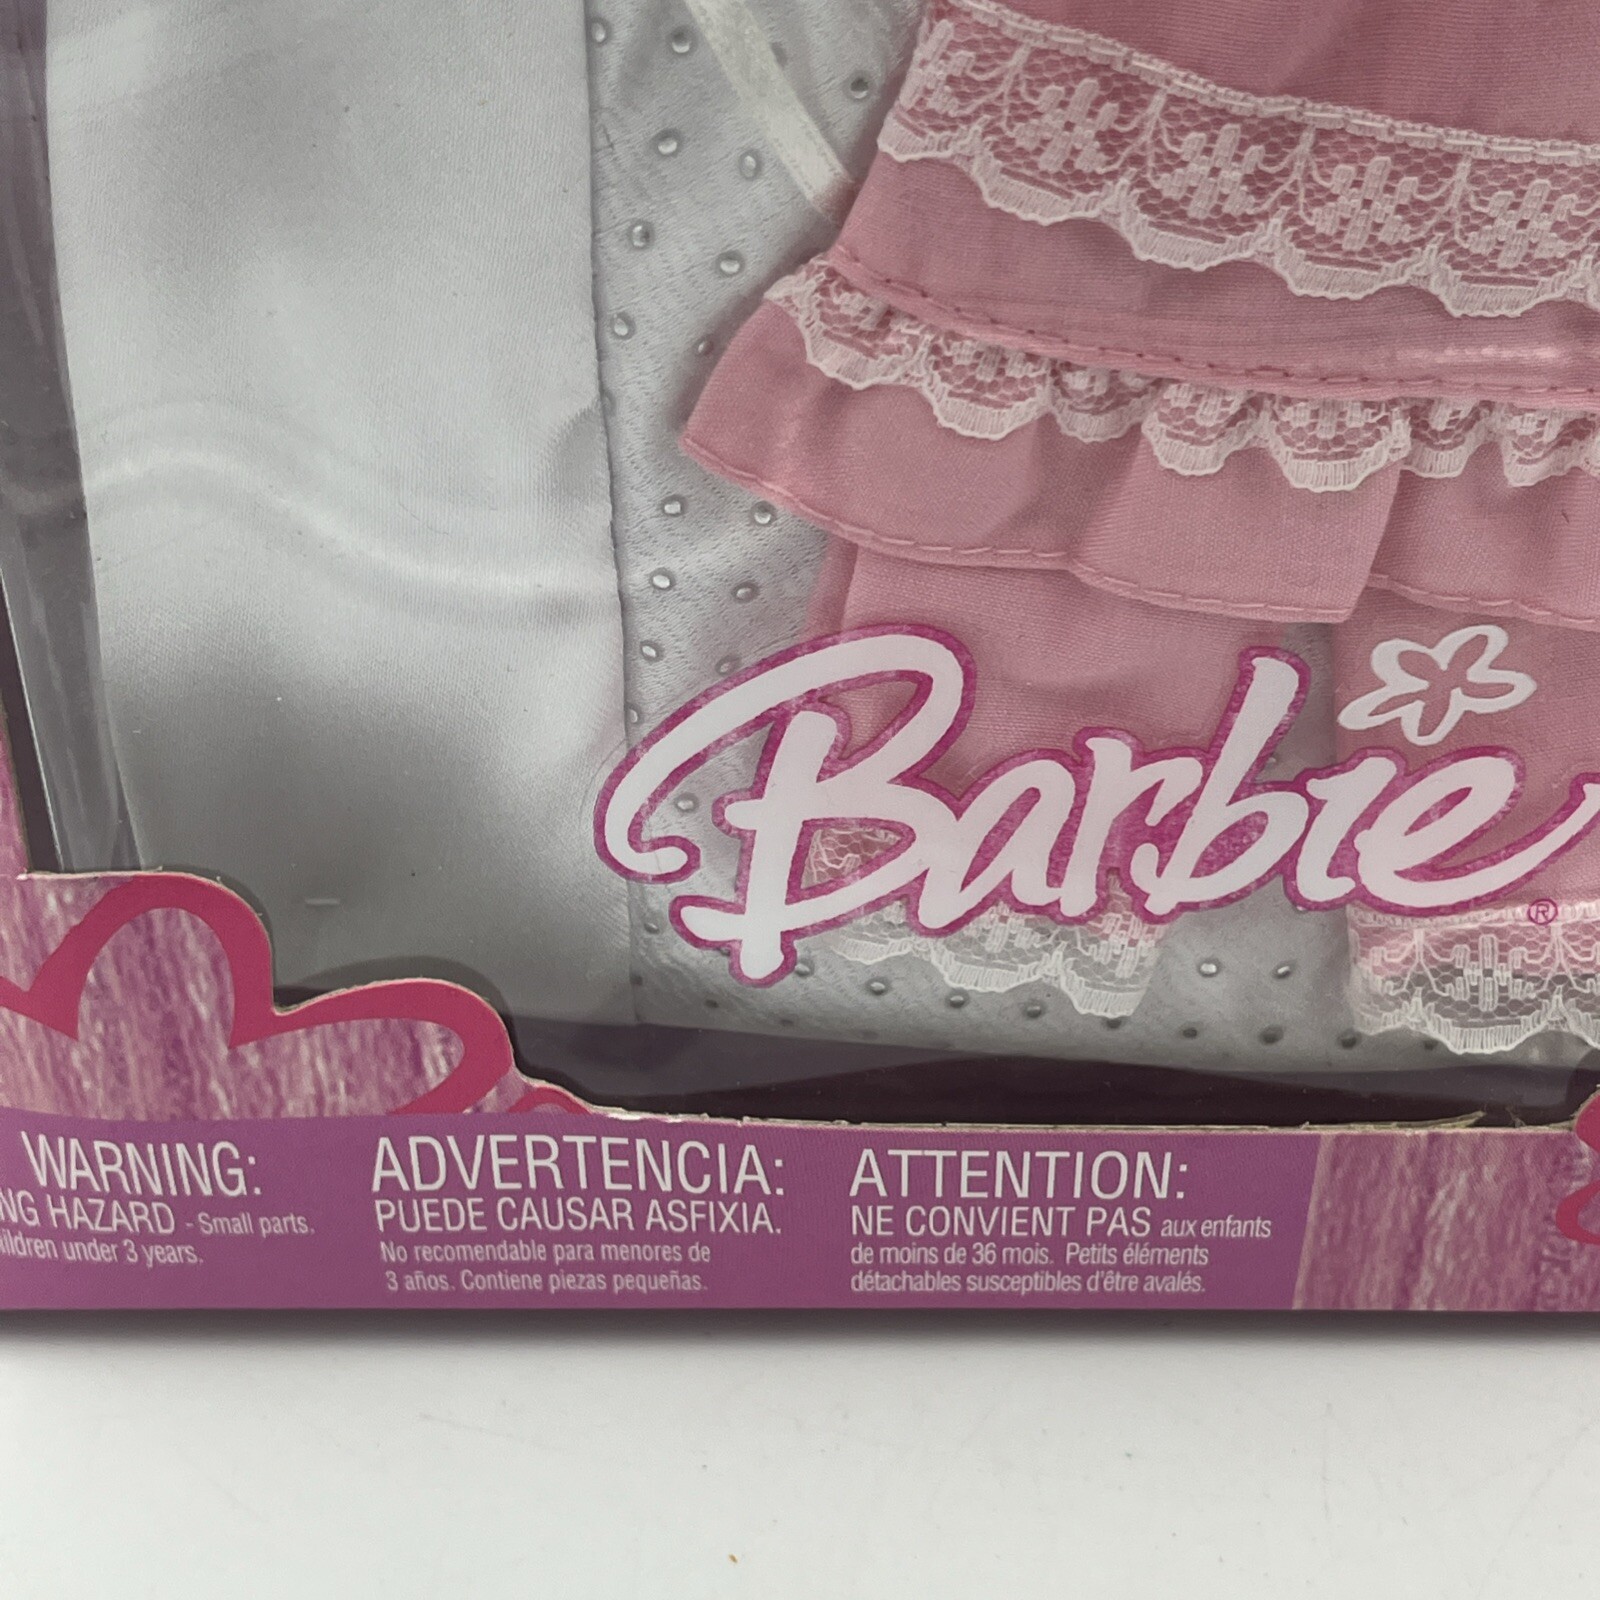 Barbie®
WARNING:
NG HAZARD - Small parts.
ildren under 3 years.
ADVERTENCIA:
PUEDE CAUSAR ASFIXIA.
No recomendable para menores de
3 años. Contiene piezas pequeñas.
ATTENTION:
NE CONVIENT PAS aux enfants
de moins de 36 mois. Petits éléments
détachables susceptibles d'être avalés.